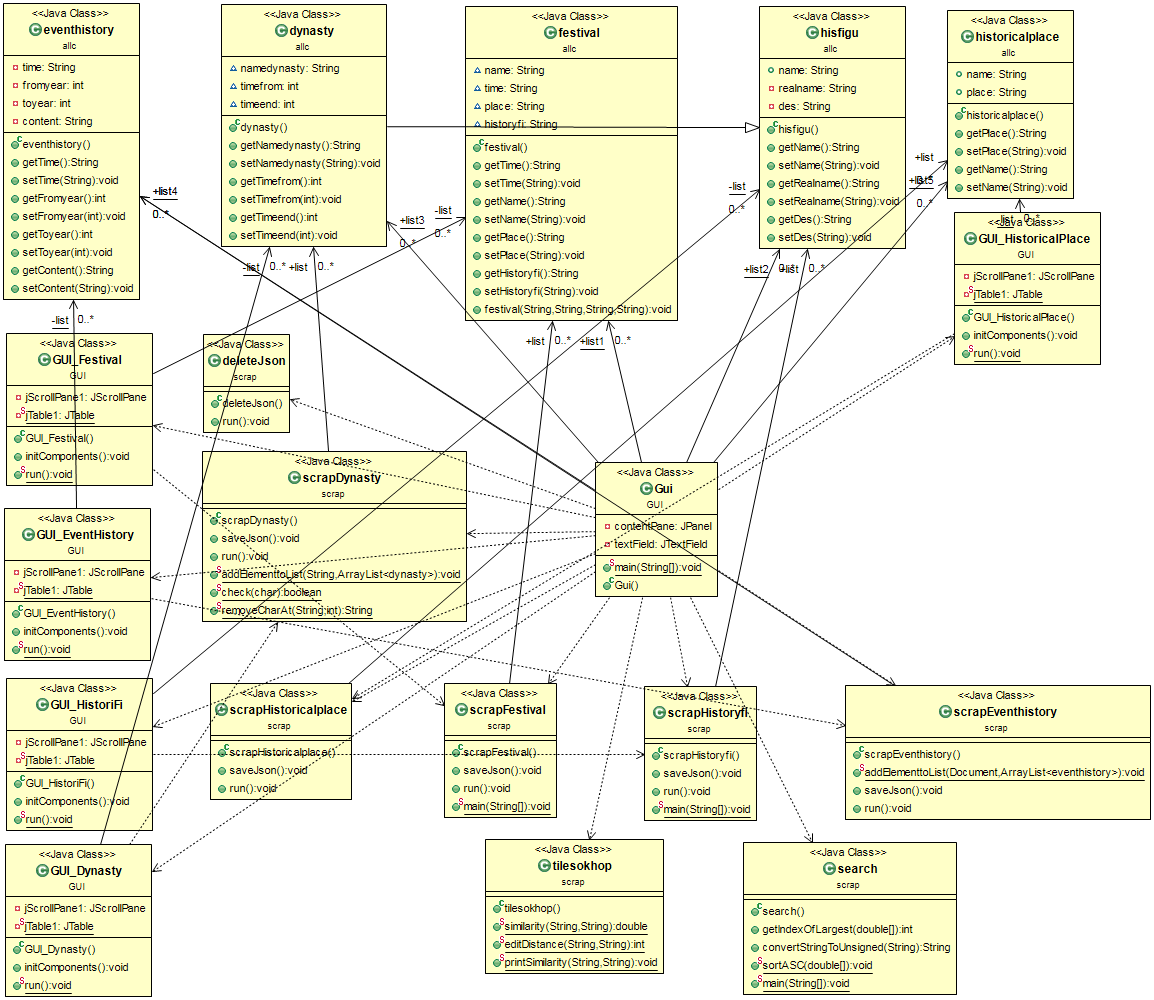 <<Java Class>>
eventhistory
allc
time: String
fromyear: int
toyear: int
content: String
eventhistory()
getTime():String
setTime(String):void
getFromyear():int
setFromyear(int):void
getToyear():int
setToyear(int):void
getContent():String
setContent(String):void
<<Java Class>>
dynasty
allc
namedynasty: String
timefrom: int
timeend: int
dynasty()
getNamedynasty():String
setNamedynasty(String):void
getTimefrom():int
setTimefrom(int):void
getTimeend():int
setTimeend(int):void
<<Java Class>>
festival
allc
name: String
time: String
place: String
historyfi: String
festival()
getTime():String
setTime(String):void
getName():String
setName(String):void
getPlace():String
setPlace(String):void
getHistoryfi():String
setHistoryfi(String):void
festival(String,String,String,String):void
<<Java Class>>
hisfigu
allc
name: String
realname: String
des: String
hisfigu()
getName():String
setName(String):void
getRealname():String
setRealname(String):void
getDes():String
setDes(String):void
<<Java Class>>
historicalplace
allc
name: String
place: String
historicalplace()
getPlace():String
setPlace(String):void
getName():String
setName(String):void
+list4
0..*
+list3
0..*
-list
0..*
-list
0..*
+list
+list5
0..*
-list
0..*
-list
0..*
+list
0..*
+list2
0..*
+list
-list
0..*
+list
0..*
+list1
0..*
<<Java Class>>
GUI_HistoricalPlace
GUI
jScrollPane1: JScrollPane
jTable1: JTable
GUI_HistoricalPlace()
initComponents():void
run():void
<<Java Class>>
GUI_Festival
GUI
jScrollPane1: JScrollPane
jTable1: JTable
GUI_Festival()
initComponents():void
run():void
<<Java Class>>
deleteJson
scrap
deleteJson()
run():void
<<Java Class>>
scrapDynasty
scrap
scrapDynasty()
saveJson():void
run():void
addElementtoList(String,ArrayList<dynasty>):void
check(char):boolean
removeCharAt(String,int):String
<<Java Class>>
Gui
GUI
contentPane: JPanel
textField: JTextField
main(String[]):void
Gui()
<<Java Class>>
GUI_EventHistory
GUI
jScrollPane1: JScrollPane
jTable1: JTable
GUI_EventHistory()
initComponents():void
run():void
<<Java Class>>
GUI_HistoriFi
GUI
jScrollPane1: JScrollPane
jTable1: JTable
GUI_HistoriFi()
initComponents():void
run():void
<<Java Class>>
scrapHistoricalplace
scrap
scrapHistoricalplace()
saveJson():void
run():void
<<Java Class>>
scrapFestival
scrap
scrapFestival()
saveJson():void
run():void
main(String[]):void
<<Java Class>>
scrapHistoryfi
scrap
scrapHistoryfi()
saveJson():void
run():void
main(String[]):void
<<Java Class>>
scrapEventhistory
scrap
scrapEventhistory()
addElementtoList(Document,ArrayList<eventhistory>):void
saveJson():void
run():void
<<Java Class>>
GUI_Dynasty
GUI
jScrollPane1: JScrollPane
jTable1: JTable
GUI_Dynasty()
initComponents():void
run():void
<<Java Class>>
tilesokhop
scrap
tilesokhop()
similarity(String,String):double
editDistance(String,String):int
printSimilarity(String,String):void
<<Java Class>>
search
scrap
search()
getIndexOfLargest(double[]):int
convertStringToUnsigned(String):String
sortASC(double[]):void
main(String[]):void